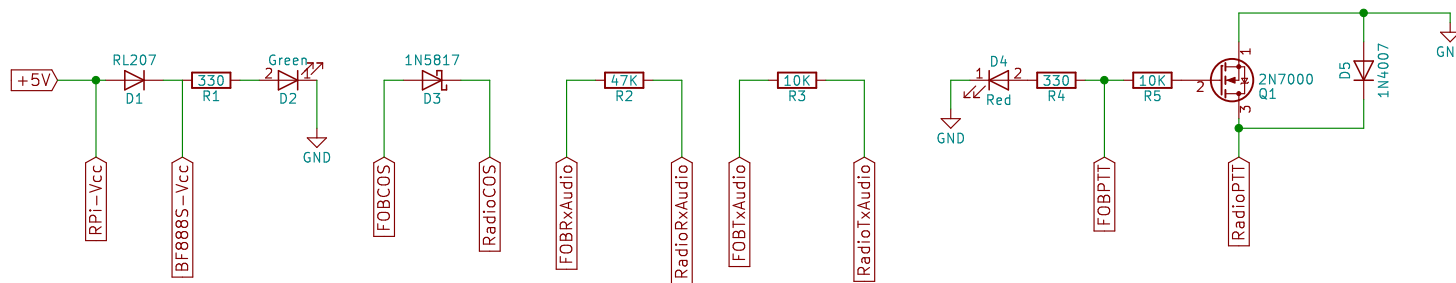 +5V
RL207
D1
330
R1
Green
2
1
D2
GND
RPi-Vcc
BF888S-Vcc
1N5817
D3
FOBCOS
RadioCOS
47K
R2
FOBRxAudio
RadioRxAudio
10K
R3
FOBTxAudio
RadioTxAudio
GND
D4
1
2
Red
330
R4
FOBPTT
10K
R5
1
2
3
2N7000
Q1
RadioPTT
D5
1N4007
GN